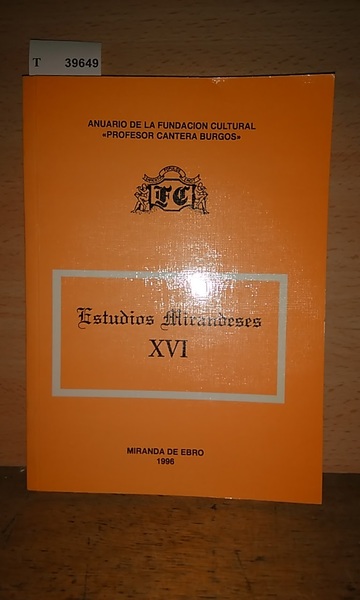 T 39649
ANUARIO DE LA FUNDACION CULTURAL
«PROFESOR CANTERA BURGOS»
FC
Estudios Mirandeses
XVI
MIRANDA DE EBRO
1996